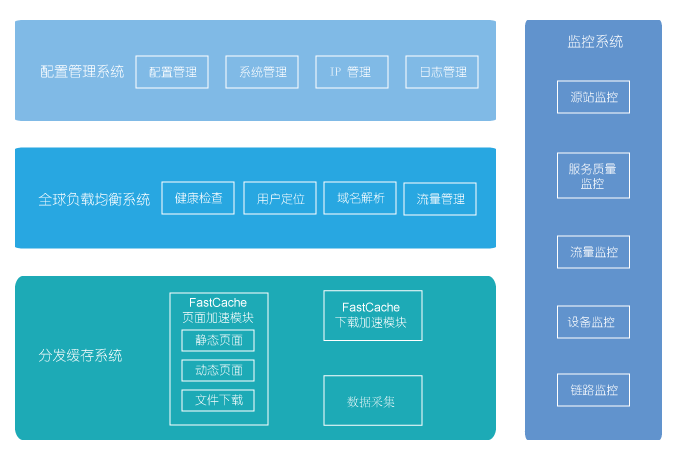 配置管理系统
配置管理
系统管理
IP 管理
日志管理
全球负载均衡系统
健康检查
用户定位
域名解析
流量管理
分发缓存系统
FastCache
页面加速模块
静态页面
动态页面
文件下载
FastCache
下载加速模块
数据采集
监控系统
源站监控
服务质量
监控
流量监控
设备监控
链路监控